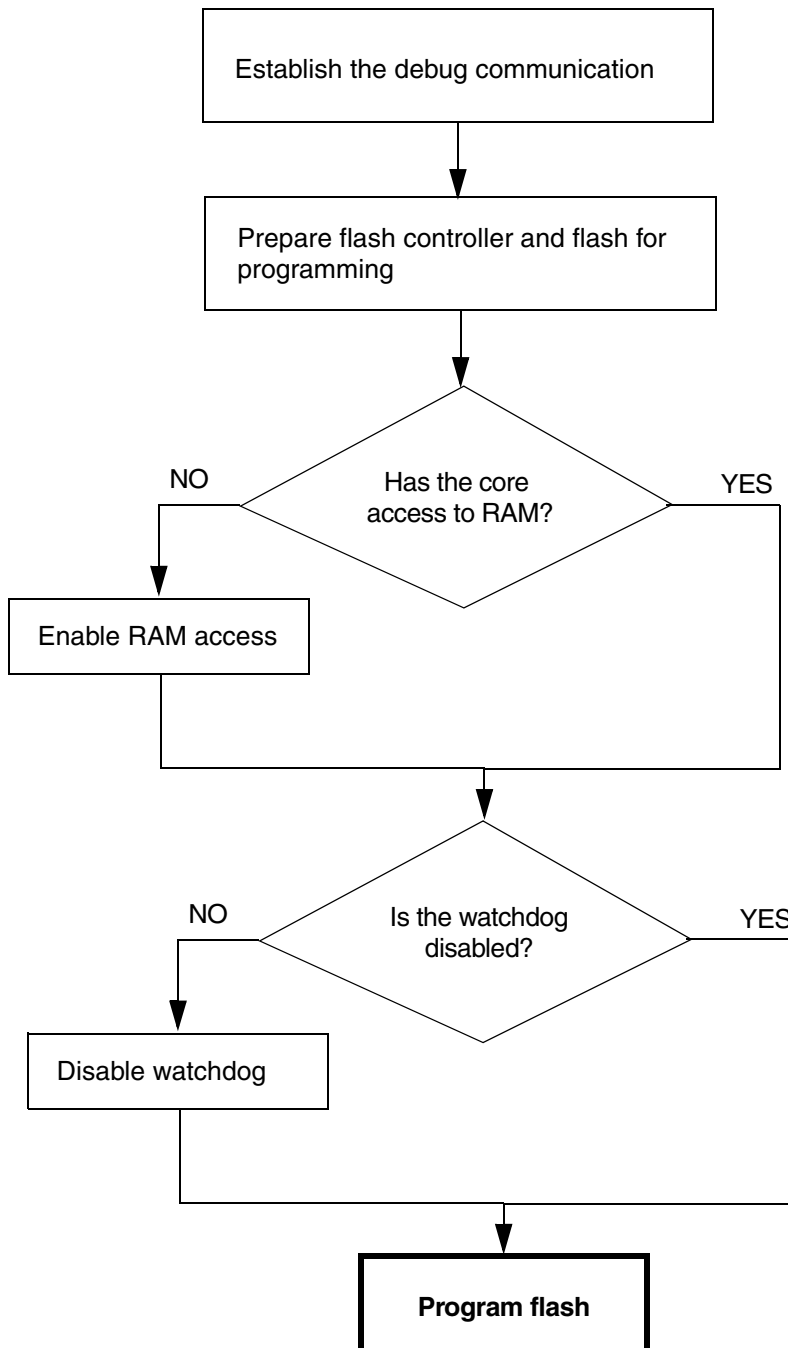 Establish the debug communication
Prepare flash controller and flash for
programming
Has the core
access to RAM?
NO
YES
Enable RAM access
Is the watchdog
disabled?
NO
YES
Disable watchdog
Program flash